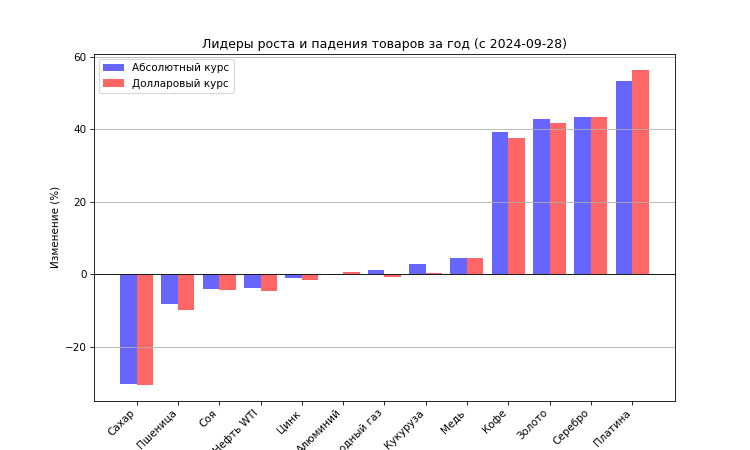 Лидеры роста и падения товаров за год (с 2024-09-28)
Абсолютный курс
Долларовый курс
Изменение (%)
60
40
20
0
−20
Сахар
Пшеница
Соя
Нефть WTI
Цинк
Алюминий
одный газ
Кукуруза
Медь
Кофе
Золото
Серебро
Платина